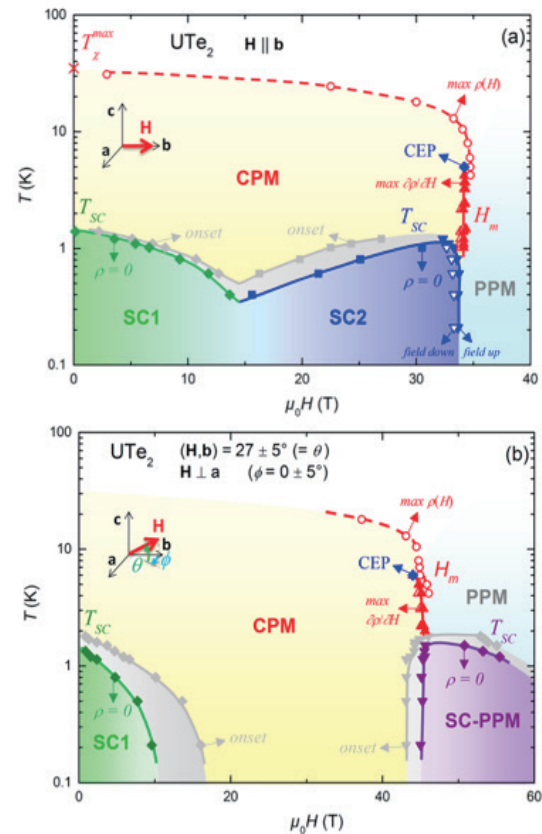 UTe₂ H || b (a)
T_χ^max
max ρ(H)
c
H
a b
CEP
CPM
max ∂ρ/∂H
H_m
T_SC
onset
T_SC
onset
ρ = 0
ρ = 0
PPM
SC1
SC2
field down
field up
100
10
1
0.1
T (K)
0 10 20 30 40
μ₀H (T)
UTe₂ (H,b) = 27 ± 5° (= θ) (b)
H ⊥ a (ϕ = 0 ± 5°)
max ρ(H)
c
H
b
a θ ϕ
CEP
H_m
PPM
max
∂ρ/∂H
T_SC
CPM
T_SC
ρ = 0
ρ = 0
onset
onset
SC1
SC-PPM
100
10
1
0.1
T (K)
0 20 40 60
μ₀H (T)